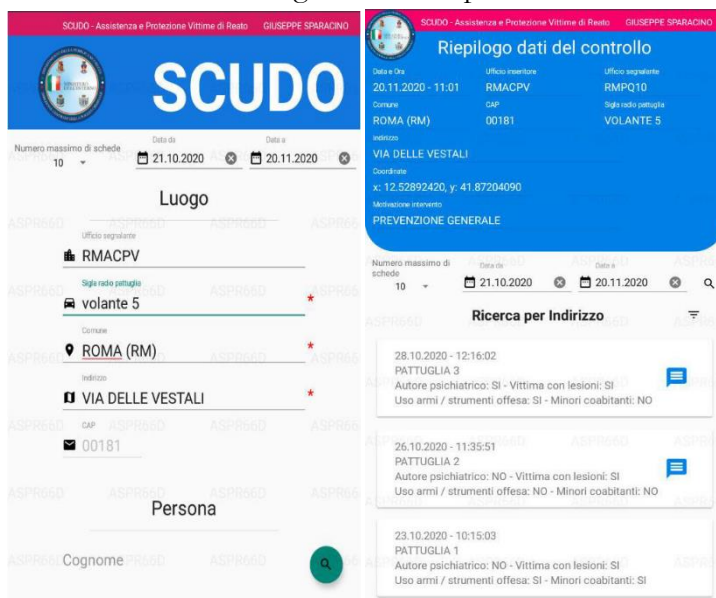 SCUDO - Assistenza e Protezione Vittime di Reato GIUSEPPE SPARACINO
MINISTERO
DELL'INTERNO
SCUDO
Numero massimo di schede
10
Data da
21.10.2020
Data a
20.11.2020
Luogo
Ufficio segnalante
RMACPV
Sigla radio pattuglia
volante 5
*
Comune
ROMA (RM)
*
Indirizzo
VIA DELLE VESTALI
*
CAP
00181
Persona
Cognome
ASPR66D
SCUDO - Assistenza e Protezione Vittime di Reato GIUSEPPE SPARACINO
Riepilogo dati del controllo
Data e Ora Ufficio inseritore Ufficio segnalante
20.11.2020 - 11:01 RMACPV RMPQ10
Comune CAP Sigla radio pattuglia
ROMA (RM) 00181 VOLANTE 5
Indirizzo
VIA DELLE VESTALI
Coordinate
x: 12.52892420, y: 41.87204090
Motivazione intervento
PREVENZIONE GENERALE
Numero massimo di
schede
10
Data da
21.10.2020
Data a
20.11.2020
Ricerca per Indirizzo
28.10.2020 - 12:16:02
PATTUGLIA 3
Autore psichiatrico: SI - Vittima con lesioni: SI
Uso armi / strumenti offesa: SI - Minori coabitanti: NO
26.10.2020 - 11:35:51
PATTUGLIA 2
Autore psichiatrico: NO - Vittima con lesioni: SI
Uso armi / strumenti offesa: NO - Minori coabitanti: NO
23.10.2020 - 10:15:03
PATTUGLIA 1
Autore psichiatrico: NO - Vittima con lesioni: SI
Uso armi / strumenti offesa: SI - Minori coabitanti: SI